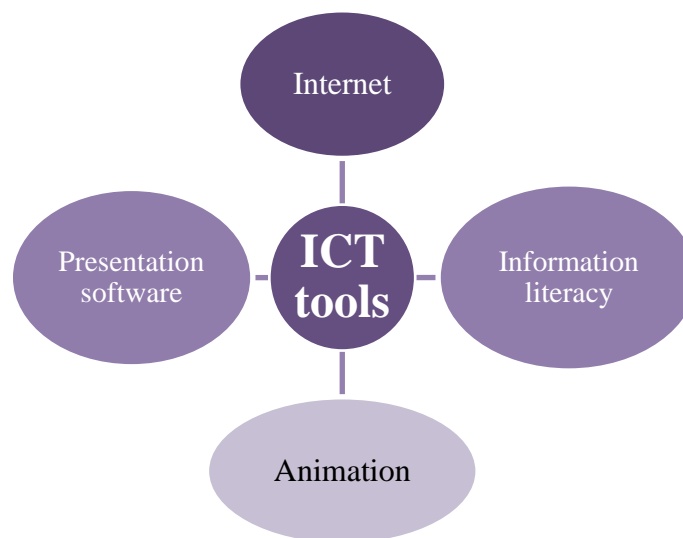 Internet
Presentation
software
ICT
tools
Information
literacy
Animation